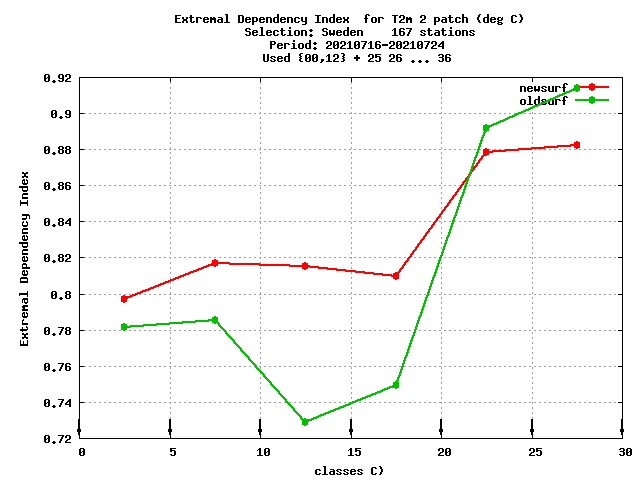 Extremal Dependency Index  for T2m 2 patch (deg C)
Selection: Sweden    167 stations
Period: 20210716-20210724
Used {00,12} + 25 26 ... 36
newsurf
oldsurf
0.92
0.9
0.88
0.86
0.84
0.82
0.8
0.78
0.76
0.74
0.72
Extremal Dependency Index
0 5 10 15 20 25 30
classes C)